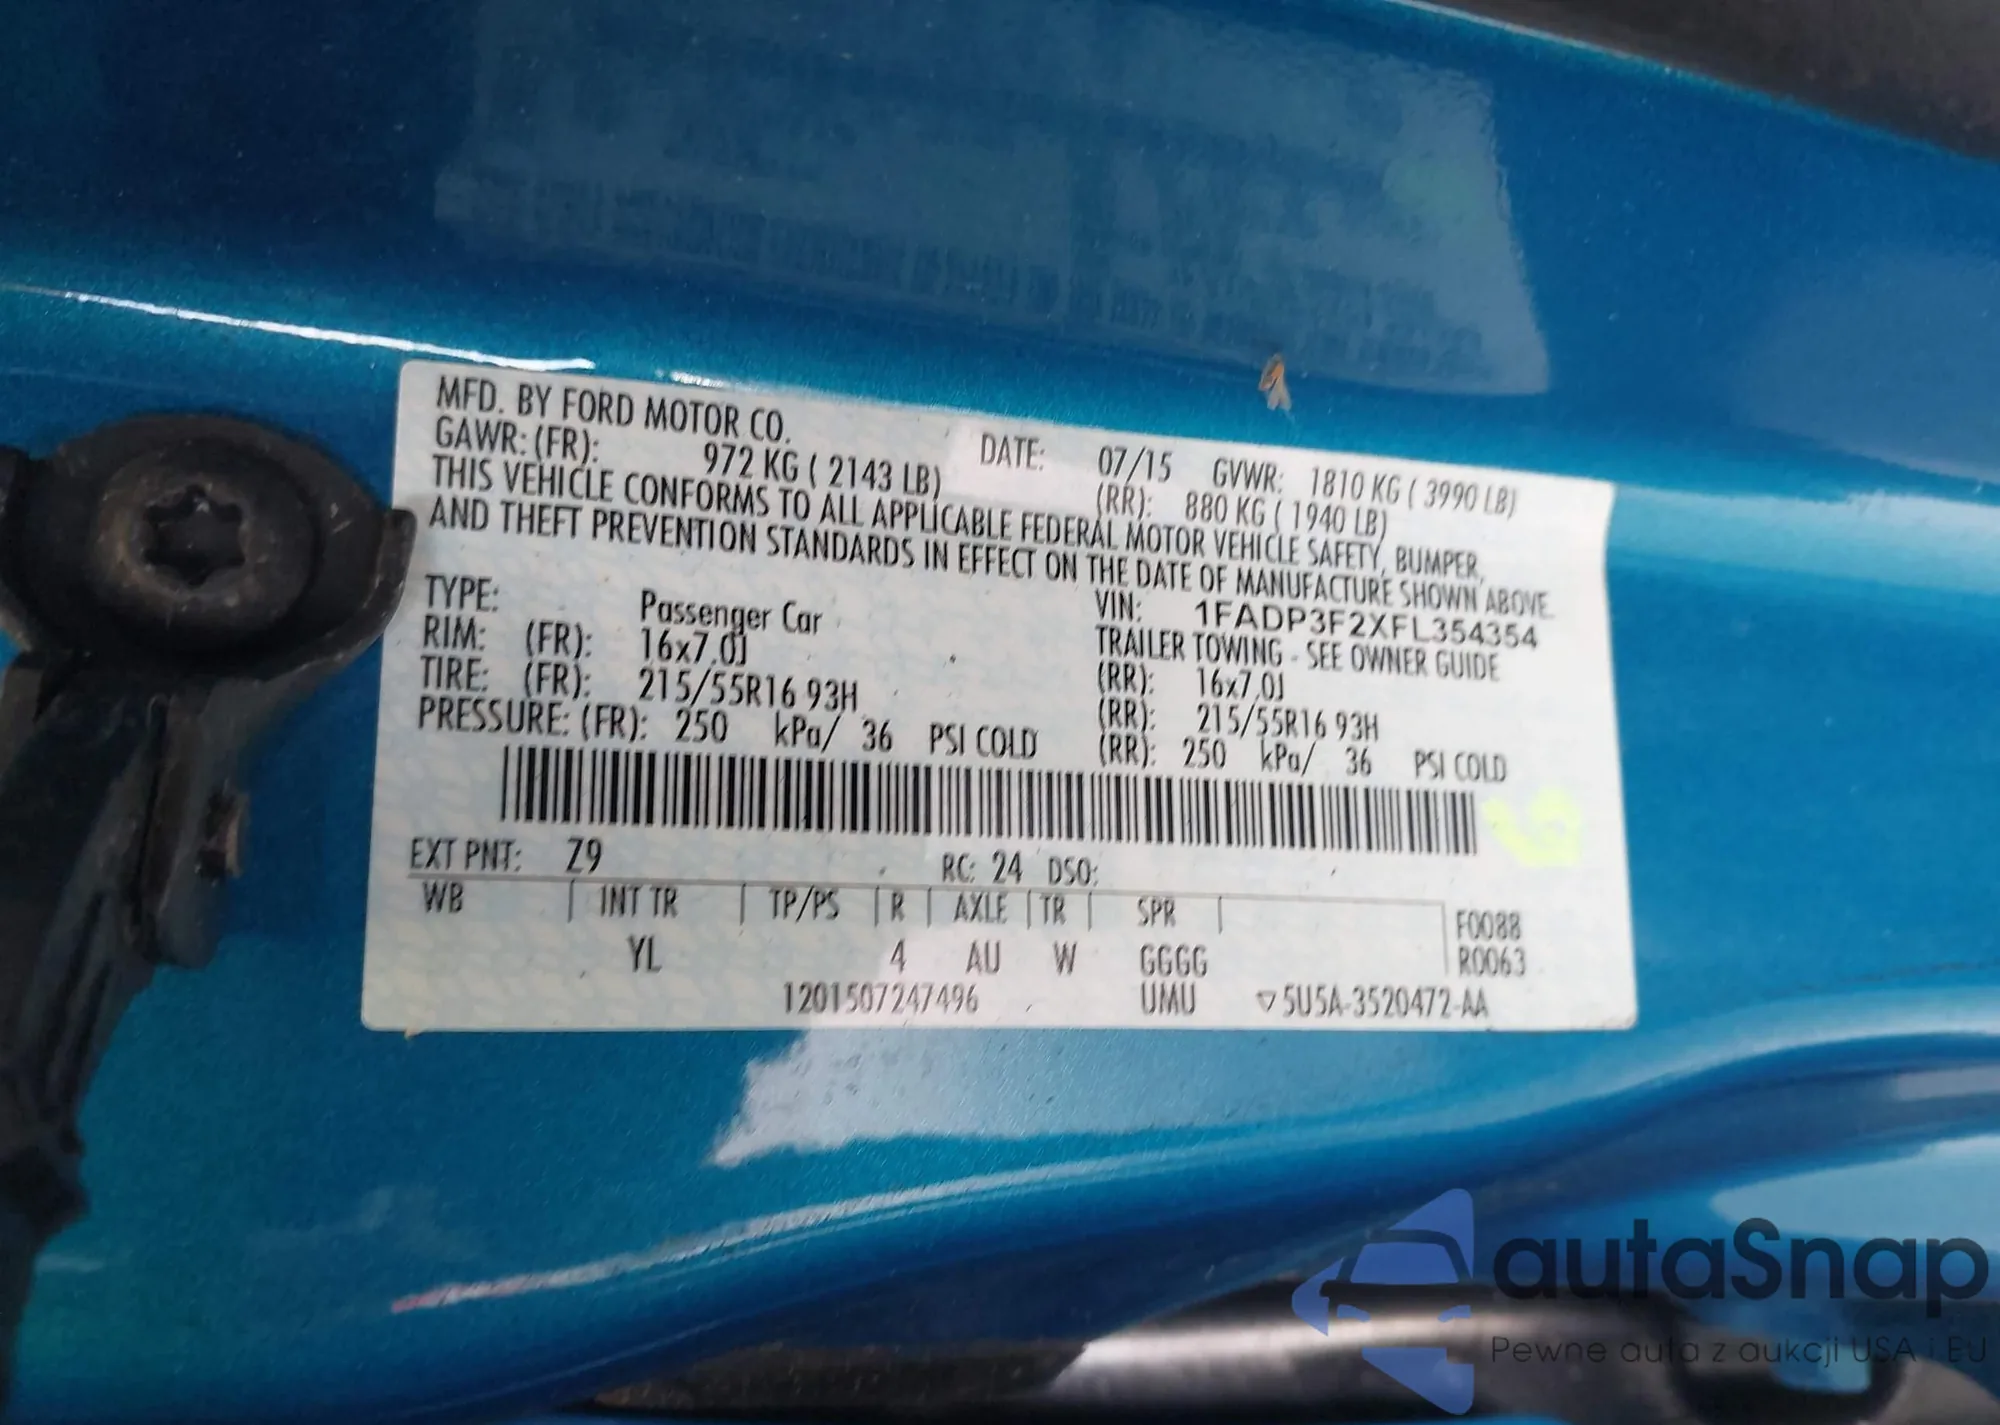 MFD. BY FORD MOTOR CO.
DATE: 07/15 GVWR: 1810 KG ( 3990 LB)
GAWR: (FR): 972 KG ( 2143 LB) (RR): 880 KG ( 1940 LB)
THIS VEHICLE CONFORMS TO ALL APPLICABLE FEDERAL MOTOR VEHICLE SAFETY, BUMPER,
AND THEFT PREVENTION STANDARDS IN EFFECT ON THE DATE OF MANUFACTURE SHOWN ABOVE.
VIN: 1FADP3F2XFL354354
TYPE: Passenger Car TRAILER TOWING - SEE OWNER GUIDE
RIM: (FR): 16x7.0J (RR): 16x7.0J
TIRE: (FR): 215/55R16 93H (RR): 215/55R16 93H
PRESSURE: (FR): 250 kPa/ 36 PSI COLD (RR): 250 kPa/ 36 PSI COLD
EXT PNT: Z9 RC: 24 DSO:
WB | INT TR | TP/PS | R | AXLE | TR | SPR | F0088
YL 4 AU W GGGG R0063
1201507247496 UMU ▽5U5A-3520472-AA
autaSnap
Pewne auta z aukcji USA i EU